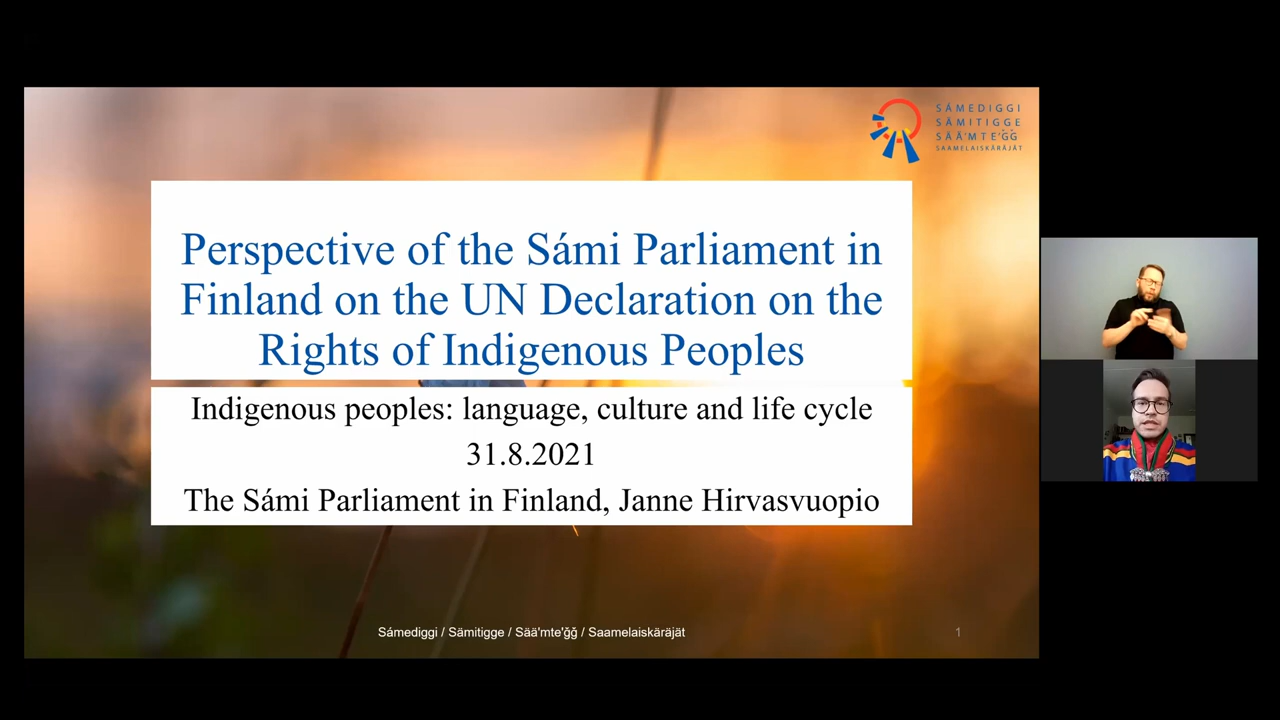 SÁMEDIGGI
SÄMITIGGE
SÄÄ'MTE'ǦǦ
SAAMELAISKÄRÄJÄT
Perspective of the Sámi Parliament in
Finland on the UN Declaration on the
Rights of Indigenous Peoples
Indigenous peoples: language, culture and life cycle
31.8.2021
The Sámi Parliament in Finland, Janne Hirvasvuopio
Sámediggi / Sämitigge / Sää'mte'ǧǧ / Saamelaiskäräjät
1